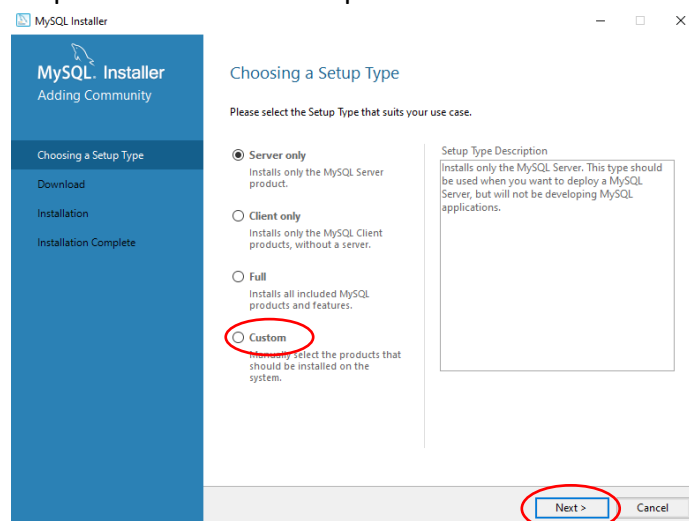 MySQL Installer
MySQL. Installer
Adding Community
Choosing a Setup Type
Download
Installation
Installation Complete
Choosing a Setup Type
Please select the Setup Type that suits your use case.
Server only
Installs only the MySQL Server
product.
Client only
Installs only the MySQL Client
products, without a server.
Full
Installs all included MySQL
products and features.
Custom
Manually select the products that
should be installed on the
system.
Setup Type Description
Installs only the MySQL Server. This type should
be used when you want to deploy a MySQL
Server, but will not be developing MySQL
applications.
Next >
Cancel